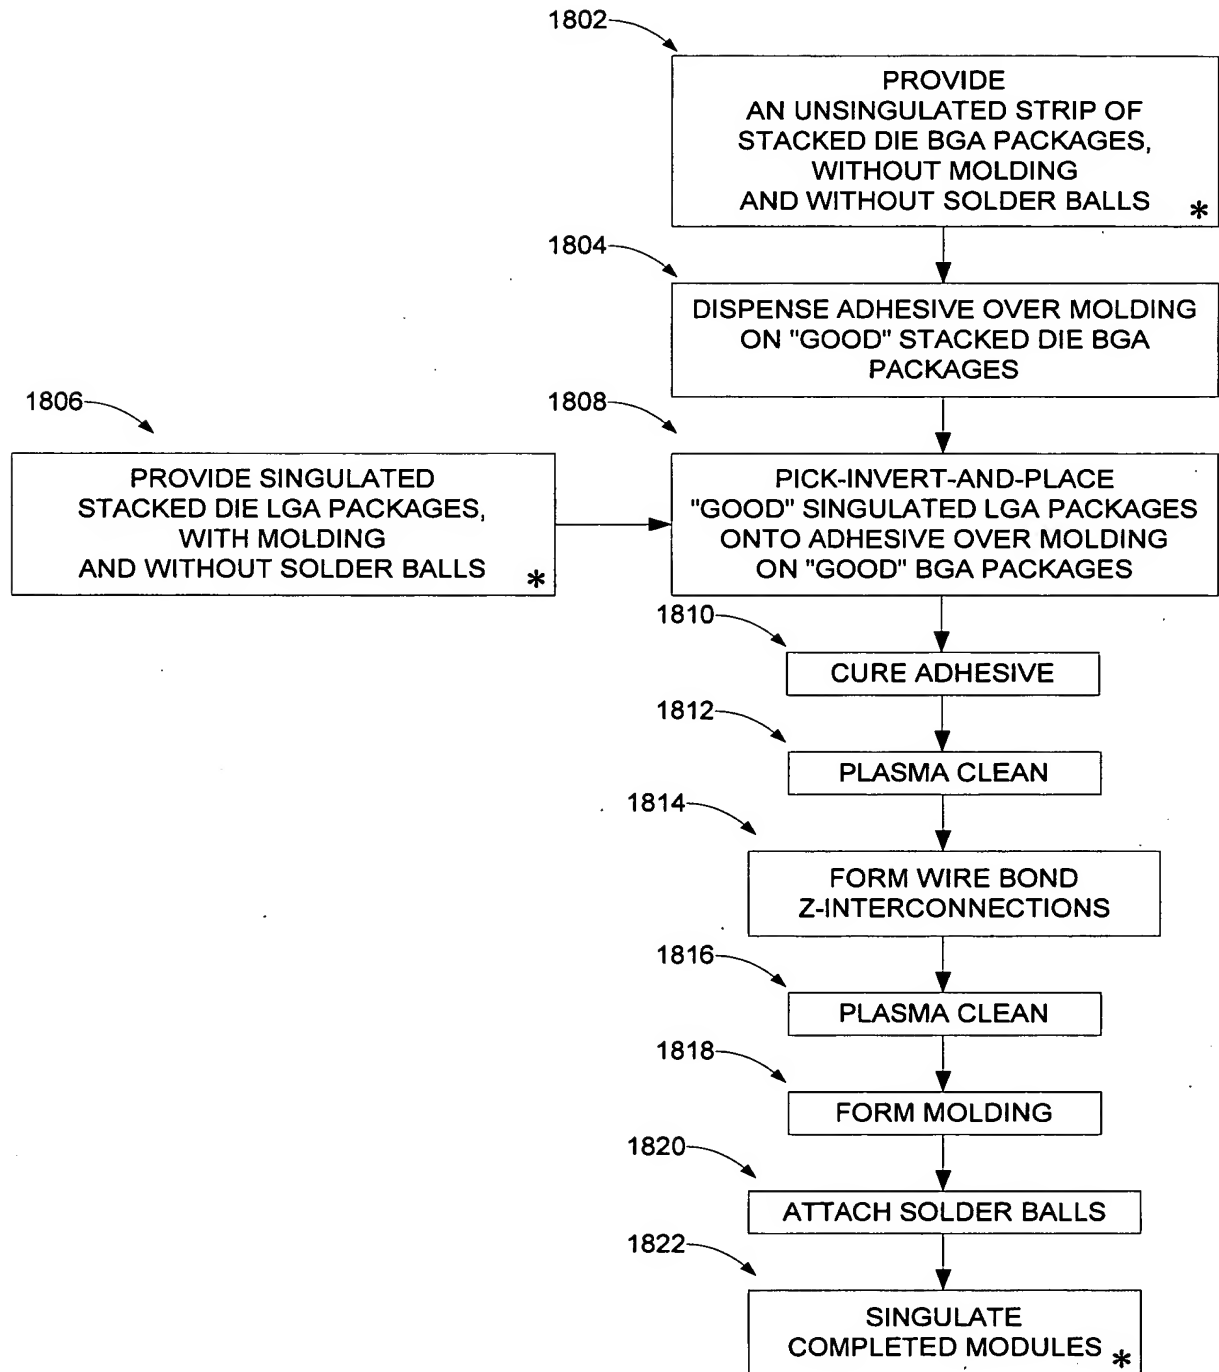 1802
PROVIDE
AN UNSINGULATED STRIP OF
STACKED DIE BGA PACKAGES,
WITHOUT MOLDING
AND WITHOUT SOLDER BALLS *
1804
DISPENSE ADHESIVE OVER MOLDING
ON "GOOD" STACKED DIE BGA
PACKAGES
1806
PROVIDE SINGULATED
STACKED DIE LGA PACKAGES,
WITH MOLDING
AND WITHOUT SOLDER BALLS *
1808
PICK-INVERT-AND-PLACE
"GOOD" SINGULATED LGA PACKAGES
ONTO ADHESIVE OVER MOLDING
ON "GOOD" BGA PACKAGES
1810
CURE ADHESIVE
1812
PLASMA CLEAN
1814
FORM WIRE BOND
Z-INTERCONNECTIONS
1816
PLASMA CLEAN
1818
FORM MOLDING
1820
ATTACH SOLDER BALLS
1822
SINGULATE
COMPLETED MODULES *